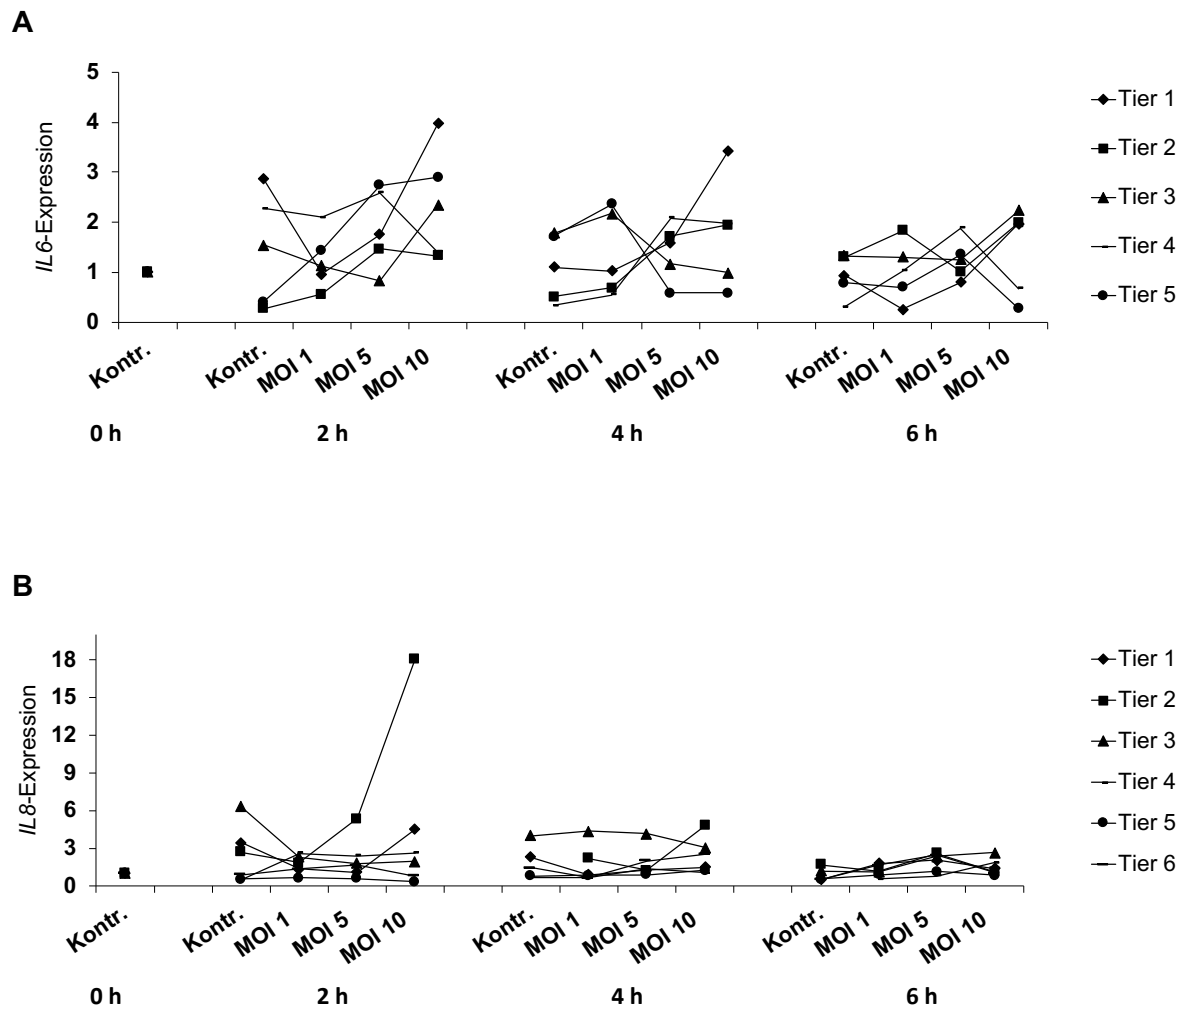 A
5
4
3
2
1
0
IL6-Expression
Kontr.
Kontr.
MOI 1
MOI 5
MOI 10
Kontr.
MOI 1
MOI 5
MOI 10
Kontr.
MOI 1
MOI 5
MOI 10
0 h
2 h
4 h
6 h
Tier 1
Tier 2
Tier 3
Tier 4
Tier 5
B
18
15
12
9
6
3
0
IL8-Expression
Kontr.
Kontr.
MOI 1
MOI 5
MOI 10
Kontr.
MOI 1
MOI 5
MOI 10
Kontr.
MOI 1
MOI 5
MOI 10
0 h
2 h
4 h
6 h
Tier 1
Tier 2
Tier 3
Tier 4
Tier 5
Tier 6